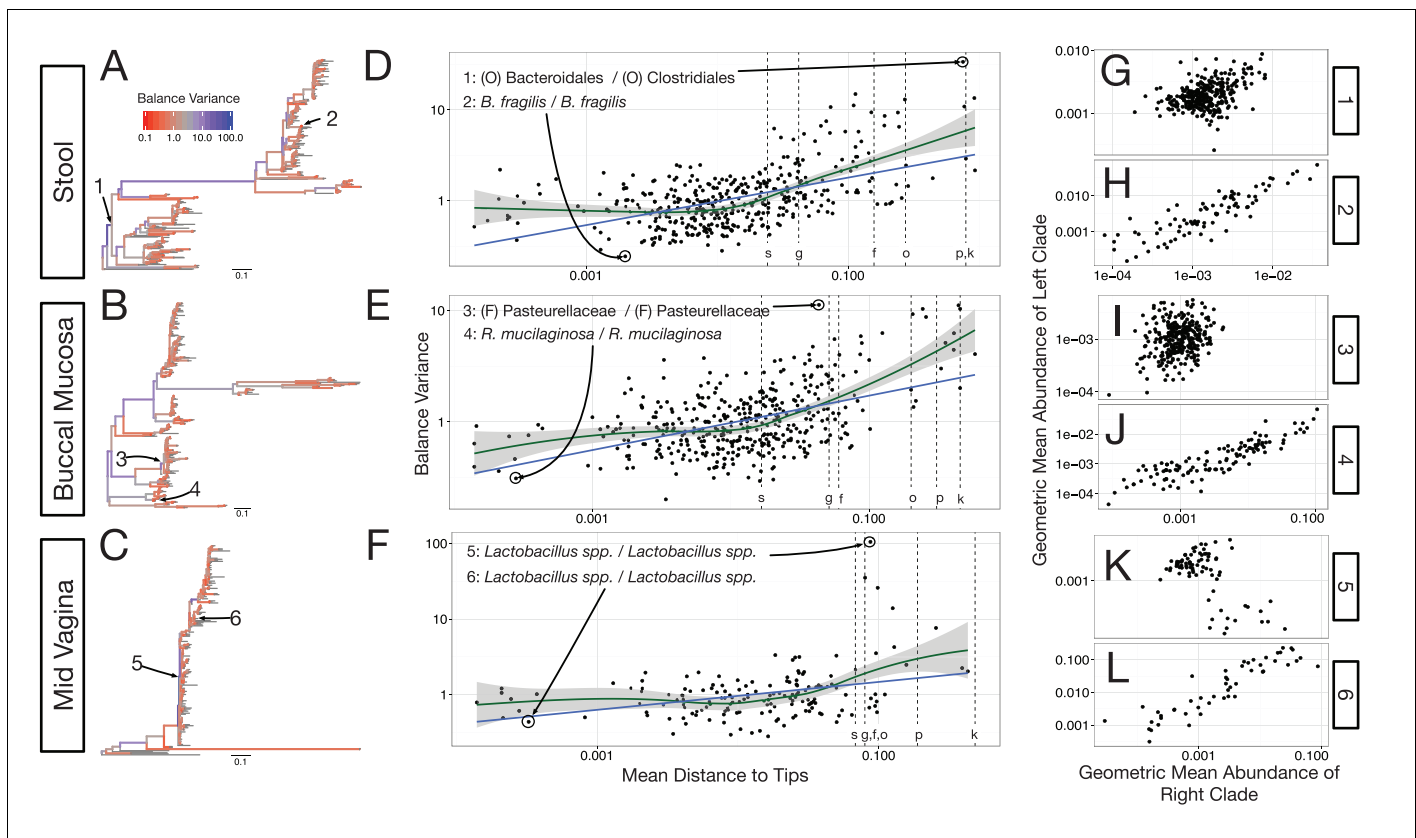 Stool
A
Balance Variance
0.1 1.0 10.0 100.0
1
2
0.1
Buccal Mucosa
B
3
4
0.1
Mid Vagina
C
5
6
0.1
D
1: (O) Bacteroidales / (O) Clostridiales
2: B. fragilis / B. fragilis
10
1
s g f o p,k
0.001 0.100
E
3: (F) Pasteurellaceae / (F) Pasteurellaceae
4: R. mucilaginosa / R. mucilaginosa
10
1
s g f o p k
0.001 0.100
Balance Variance
F
5: Lactobacillus spp. / Lactobacillus spp.
6: Lactobacillus spp. / Lactobacillus spp.
100
10
1
s g,f,o p k
0.001 0.100
Mean Distance to Tips
Geometric Mean Abundance of Left Clade
G
0.010
0.001
1
H
0.010
0.001
1e−04 1e−03 1e−02
2
I
1e−03
1e−04
3
J
1e−02
1e−03
1e−04
0.001 0.100
4
K
0.001
5
L
0.100
0.010
0.001
0.001 0.100
6
Geometric Mean Abundance of
Right Clade